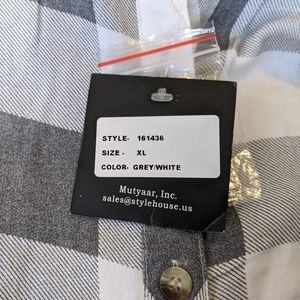 STYLE- 161436
SIZE - XL
COLOR- GREY/WHITE
Mutyaar, Inc.
sales@stylehouse.us